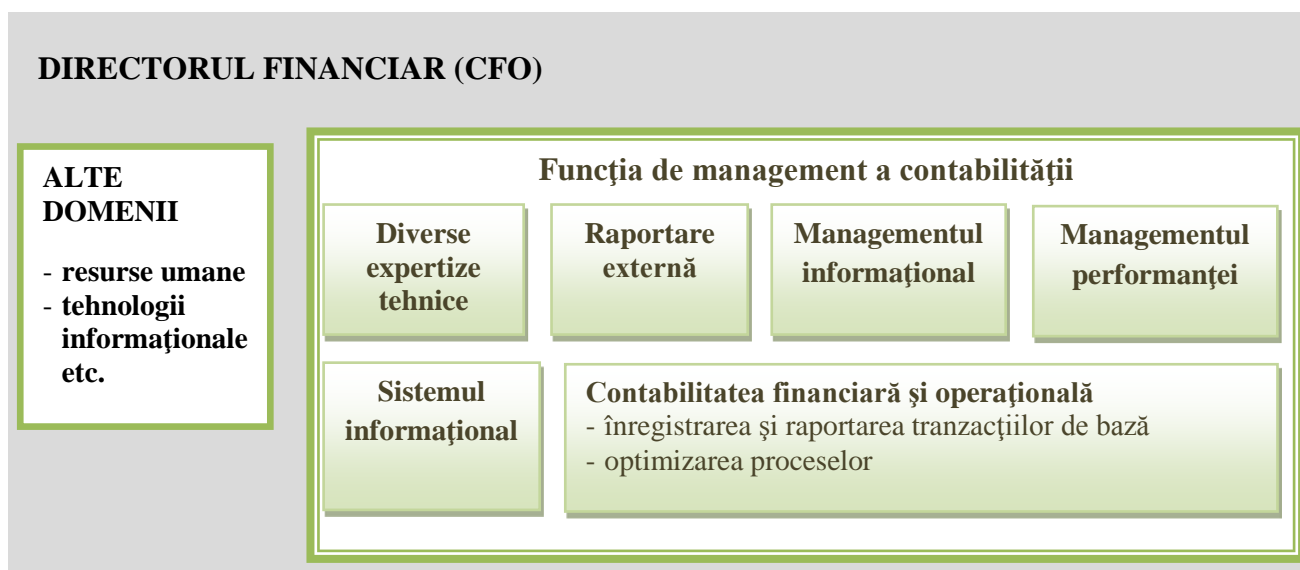 DIRECTORUL FINANCIAR (CFO)
ALTE
DOMENII
- resurse umane
- tehnologii
informaţionale
etc.
Funcţia de management a contabilităţii
Diverse
expertize
tehnice
Raportare
externă
Managementul
informaţional
Managementul
performanţei
Sistemul
informaţional
Contabilitatea financiară şi operaţională
- înregistrarea şi raportarea tranzacţiilor de bază
- optimizarea proceselor